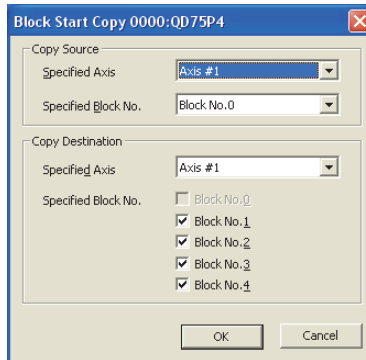 Block Start Copy 0000:QD75P4
Copy Source
Specified Axis Axis #1
Specified Block No. Block No.0
Copy Destination
Specified Axis Axis #1
Specified Block No. Block No.0
Block No.1
Block No.2
Block No.3
Block No.4
OK Cancel